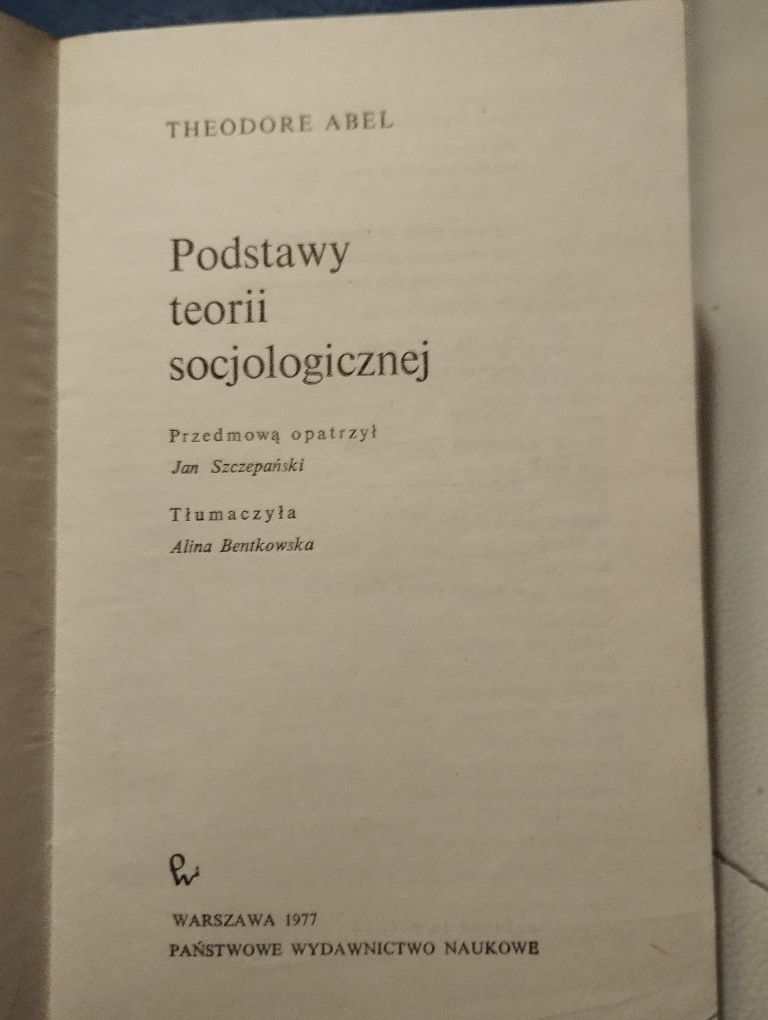 THEODORE ABEL
Podstawy
teorii
socjologicznej
Przedmową opatrzył
Jan Szczepański
Tłumaczyła
Alina Bentkowska
WARSZAWA 1977
PAŃSTWOWE WYDAWNICTWO NAUKOWE